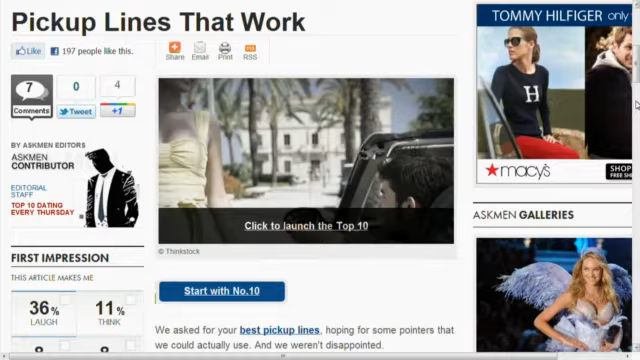 Pickup Lines That Work
Like
197 people like this.
Share
Email
Print
RSS
7
Comments
0
Tweet
4
+1
BY ASKMEN EDITORS
ASKMEN
CONTRIBUTOR
EDITORIAL
STAFF
TOP 10 DATING
EVERY THURSDAY
Click to launch the Top 10
© Thinkstock
FIRST IMPRESSION
THIS ARTICLE MAKES ME
36%
LAUGH
11%
THINK
Start with No.10
We asked for your best pickup lines, hoping for some pointers that
we could actually use. And we weren't disappointed.
TOMMY HILFIGER only
H
macy's
SHOP
FREE SH
ASKMEN GALLERIES